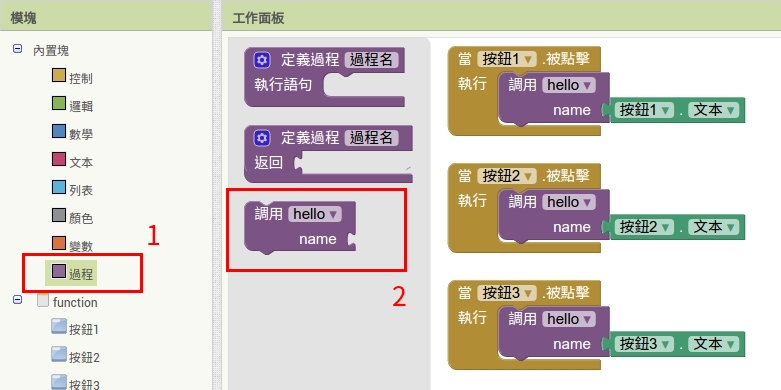 模塊
內置塊
控制
邏輯
數學
文本
列表
顏色
變數
過程
function
按鈕1
按鈕2
按鈕3
1
工作面板
定義過程 過程名
執行語句
定義過程 過程名
返回
調用 hello
name
2
當 按鈕1 .被點擊
執行 調用 hello
name 按鈕1 . 文本
當 按鈕2 .被點擊
執行 調用 hello
name 按鈕2 . 文本
當 按鈕3 .被點擊
執行 調用 hello
name 按鈕3 . 文本